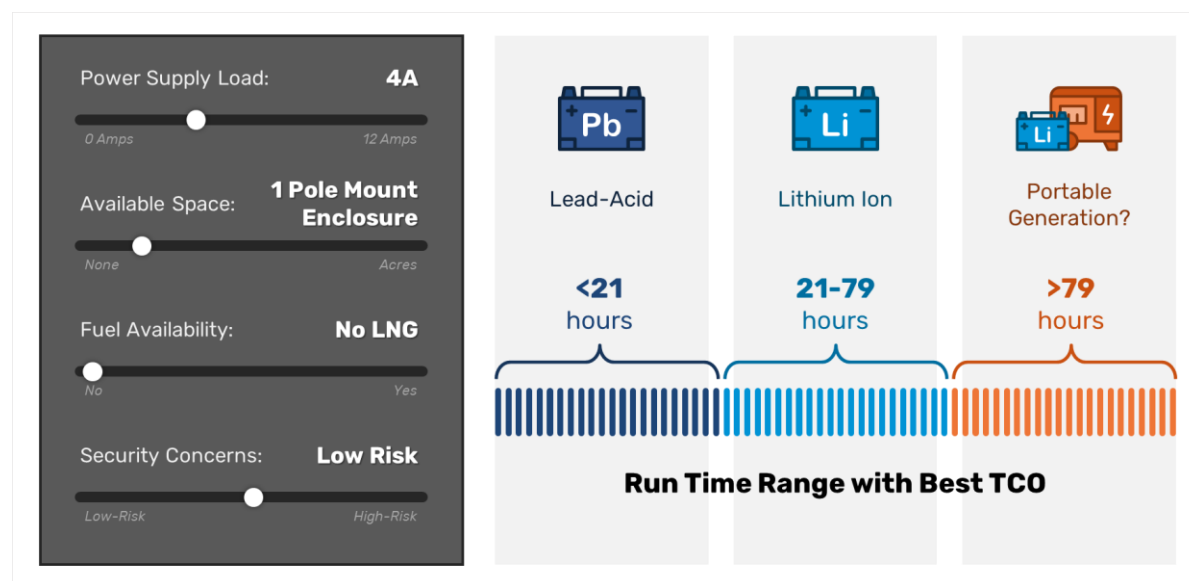 Power Supply Load: 4A
0 Amps 12 Amps
Available Space: 1 Pole Mount
Enclosure
None Acres
Fuel Availability: No LNG
No Yes
Security Concerns: Low Risk
Low-Risk High-Risk
+ Pb -
Lead-Acid
<21
hours
+ Li -
Lithium Ion
21-79
hours
+ Li -
Portable
Generation?
>79
hours
Run Time Range with Best TCO